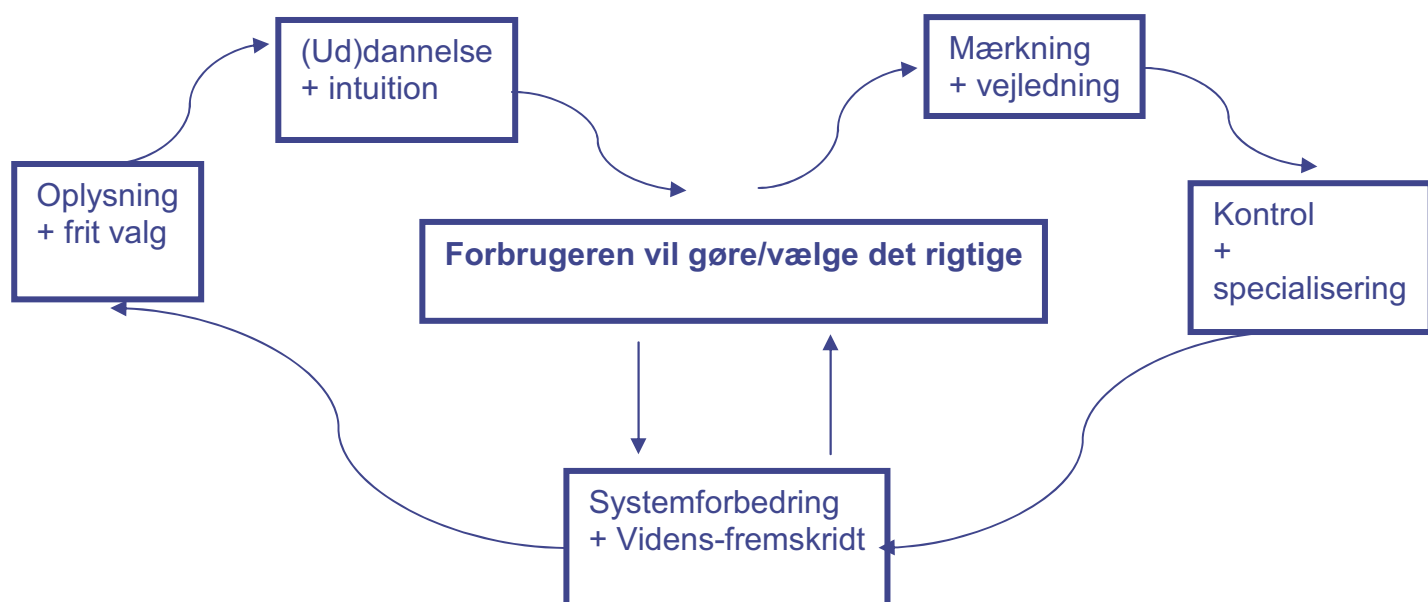 (Ud)dannelse
+ intuition
Mærkning
+ vejledning
Oplysning
+ frit valg
Kontrol
+
specialisering
Forbrugeren vil gøre/vælge det rigtige
Systemforbedring
+ Videns-fremskridt